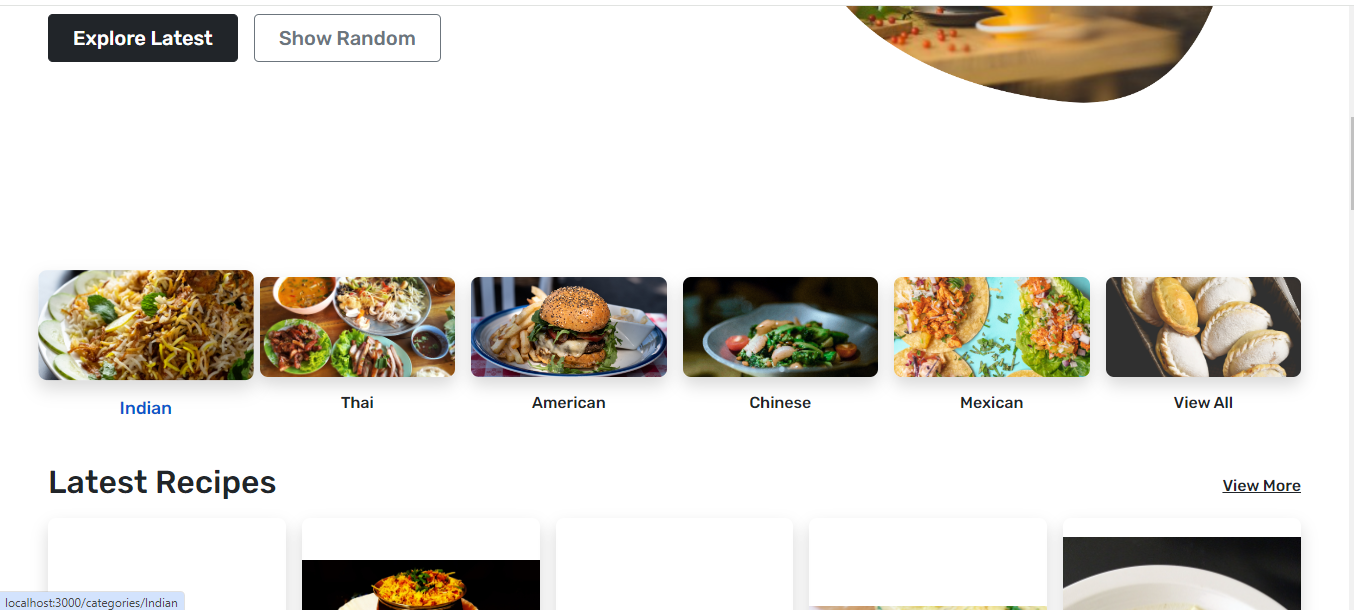 Explore Latest
Show Random
Indian
Thai
American
Chinese
Mexican
View All
Latest Recipes
View More
localhost:3000/categories/Indian